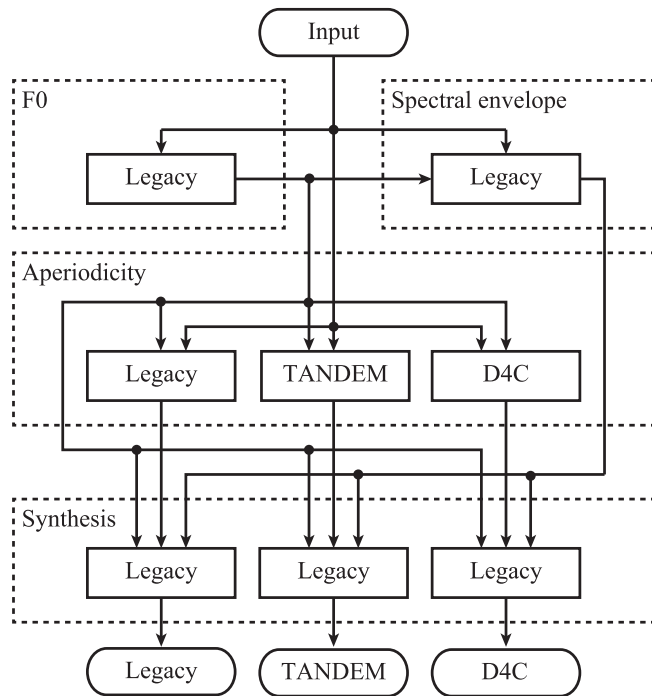 Input
F0
Spectral envelope
Legacy
Legacy
Aperiodicity
Legacy
TANDEM
D4C
Synthesis
Legacy
Legacy
Legacy
Legacy
TANDEM
D4C